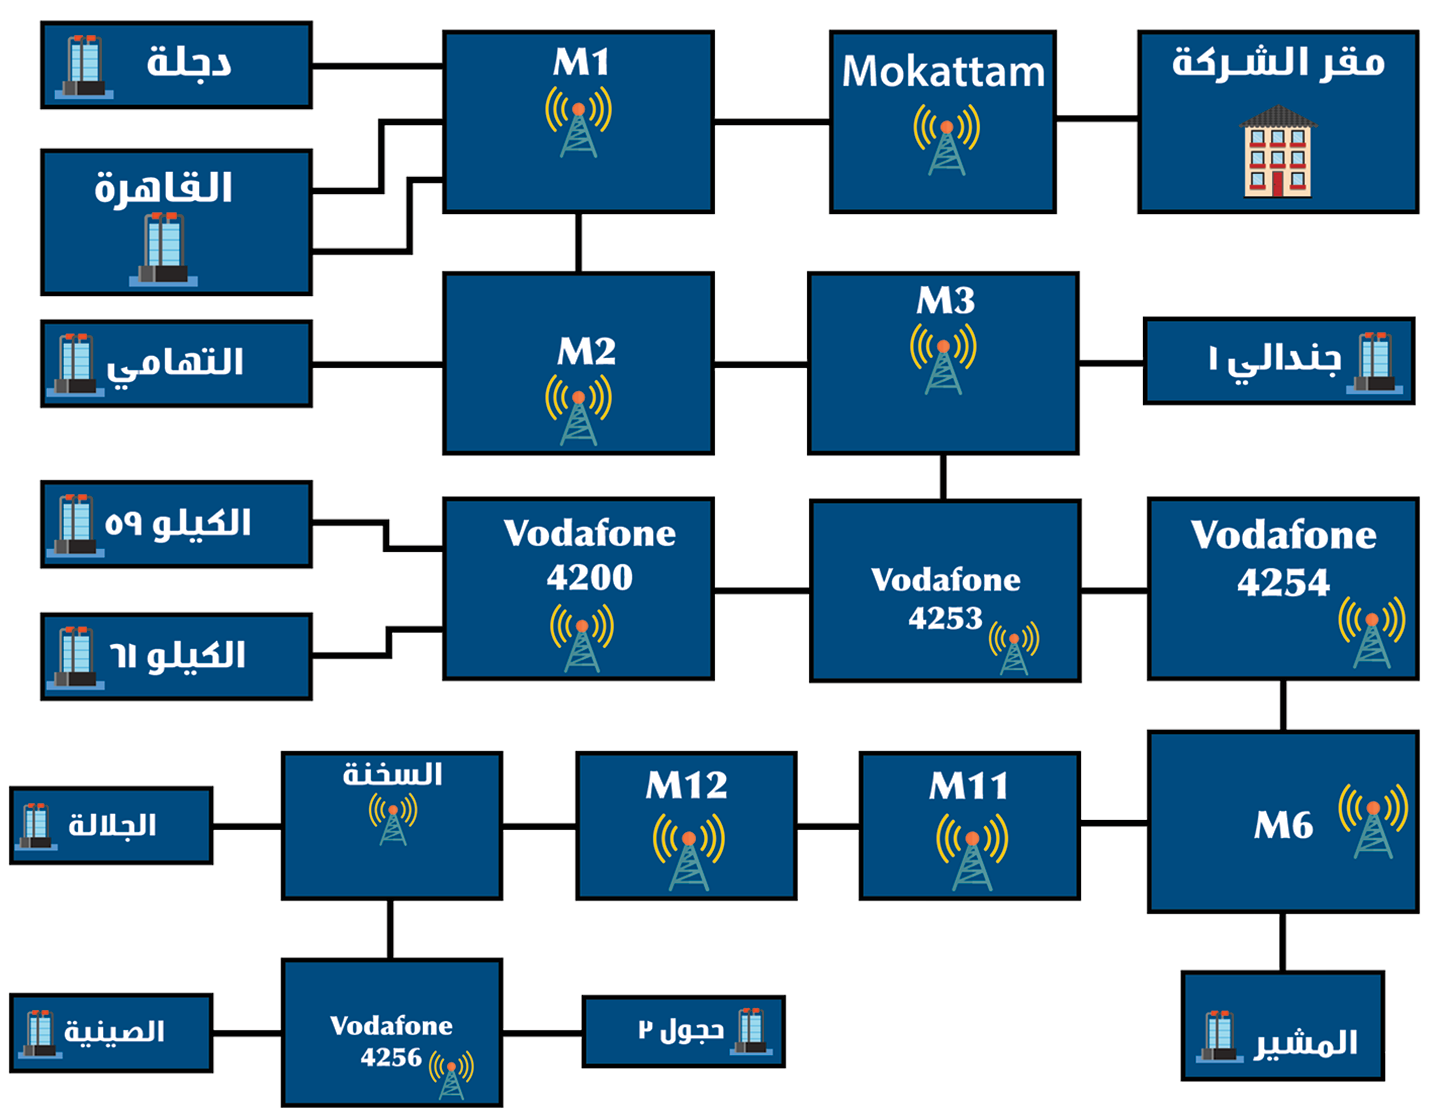 دجلة
M1
Mokattam
مقر الشركة
القاهرة
التهامي
M2
M3
جندالي ١
الكيلو ٥٩
الكيلو ٦١
Vodafone
4200
Vodafone
4253
Vodafone
4254
الجلالة
السخنة
M12
M11
M6
الصينية
Vodafone
4256
حجول ٢
المشير